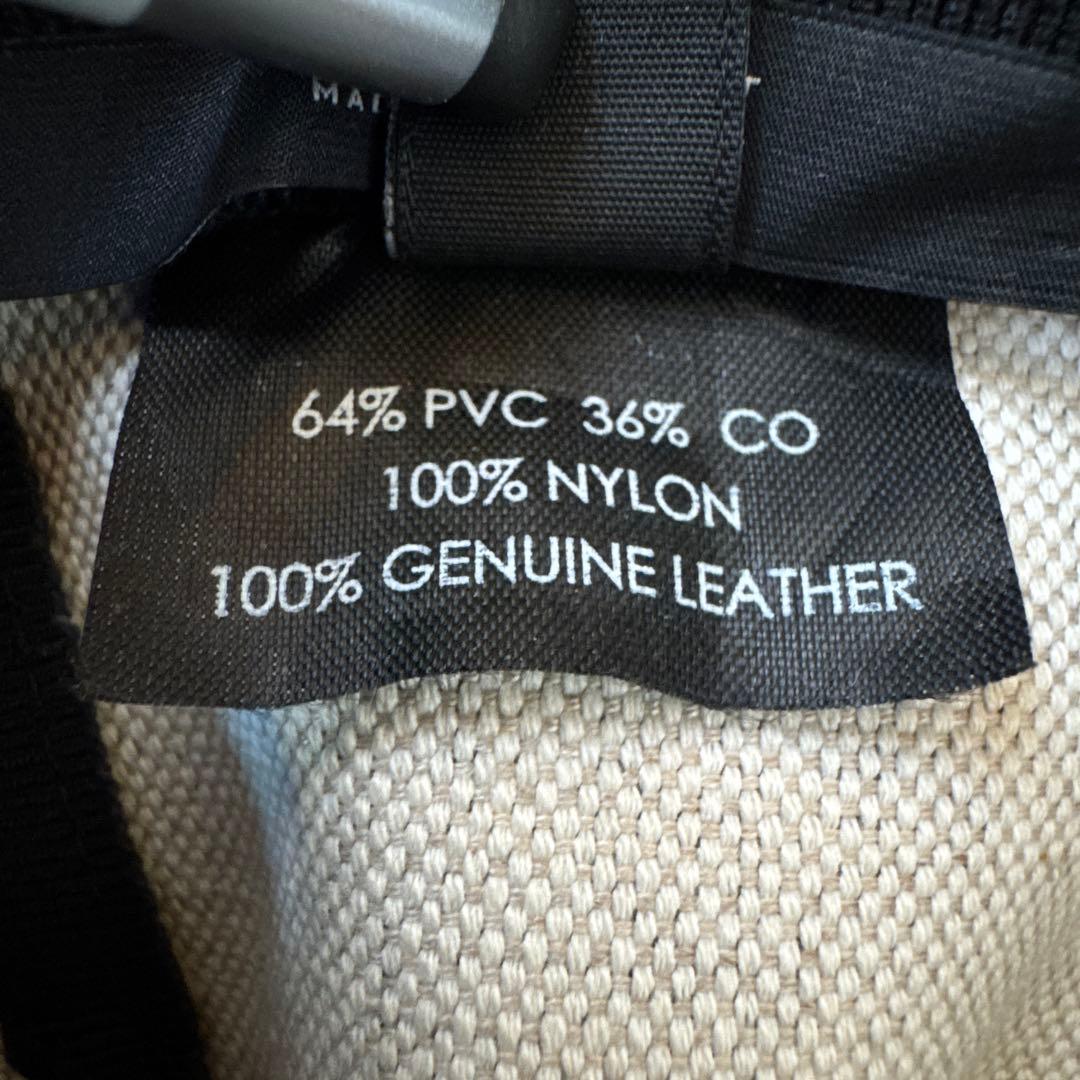 64% PVC 36% CO
100% NYLON
100% GENUINE LEATHER